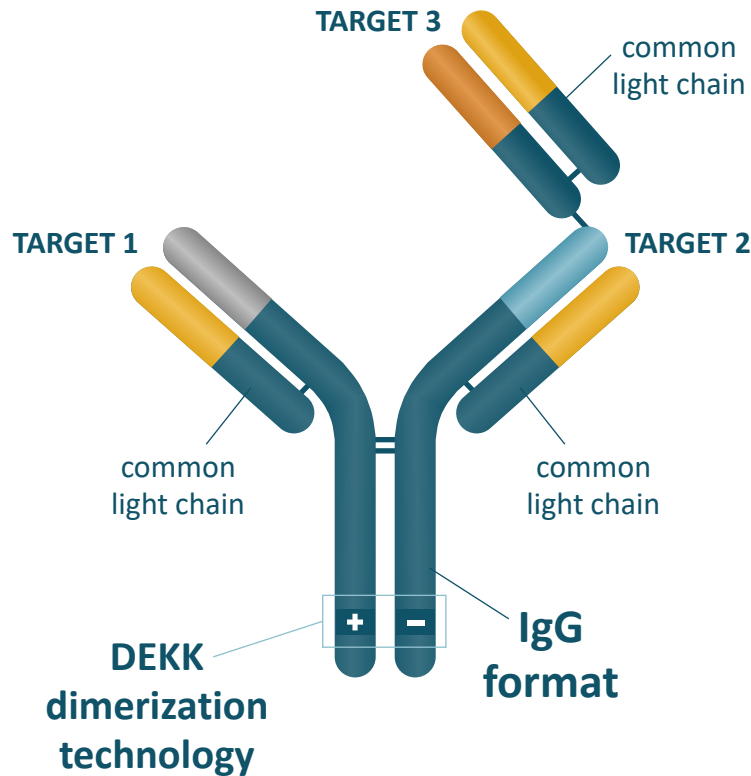 TARGET 3
common
light chain
TARGET 1
TARGET 2
common
light chain
common
light chain
+
−
IgG
format
DEKK
dimerization
technology